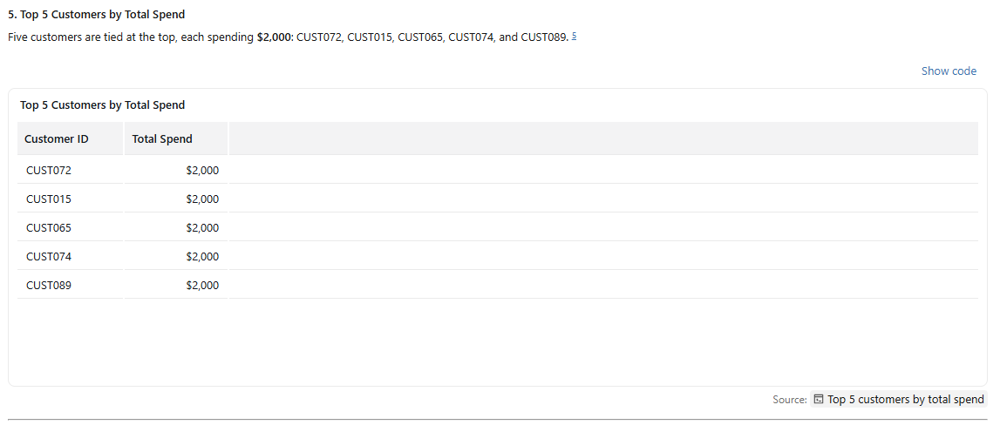 5. Top 5 Customers by Total Spend
Five customers are tied at the top, each spending $2,000: CUST072, CUST015, CUST065, CUST074, and CUST089. 5
Show code
Top 5 Customers by Total Spend
Customer ID Total Spend
CUST072 $2,000
CUST015 $2,000
CUST065 $2,000
CUST074 $2,000
CUST089 $2,000
Source: Top 5 customers by total spend